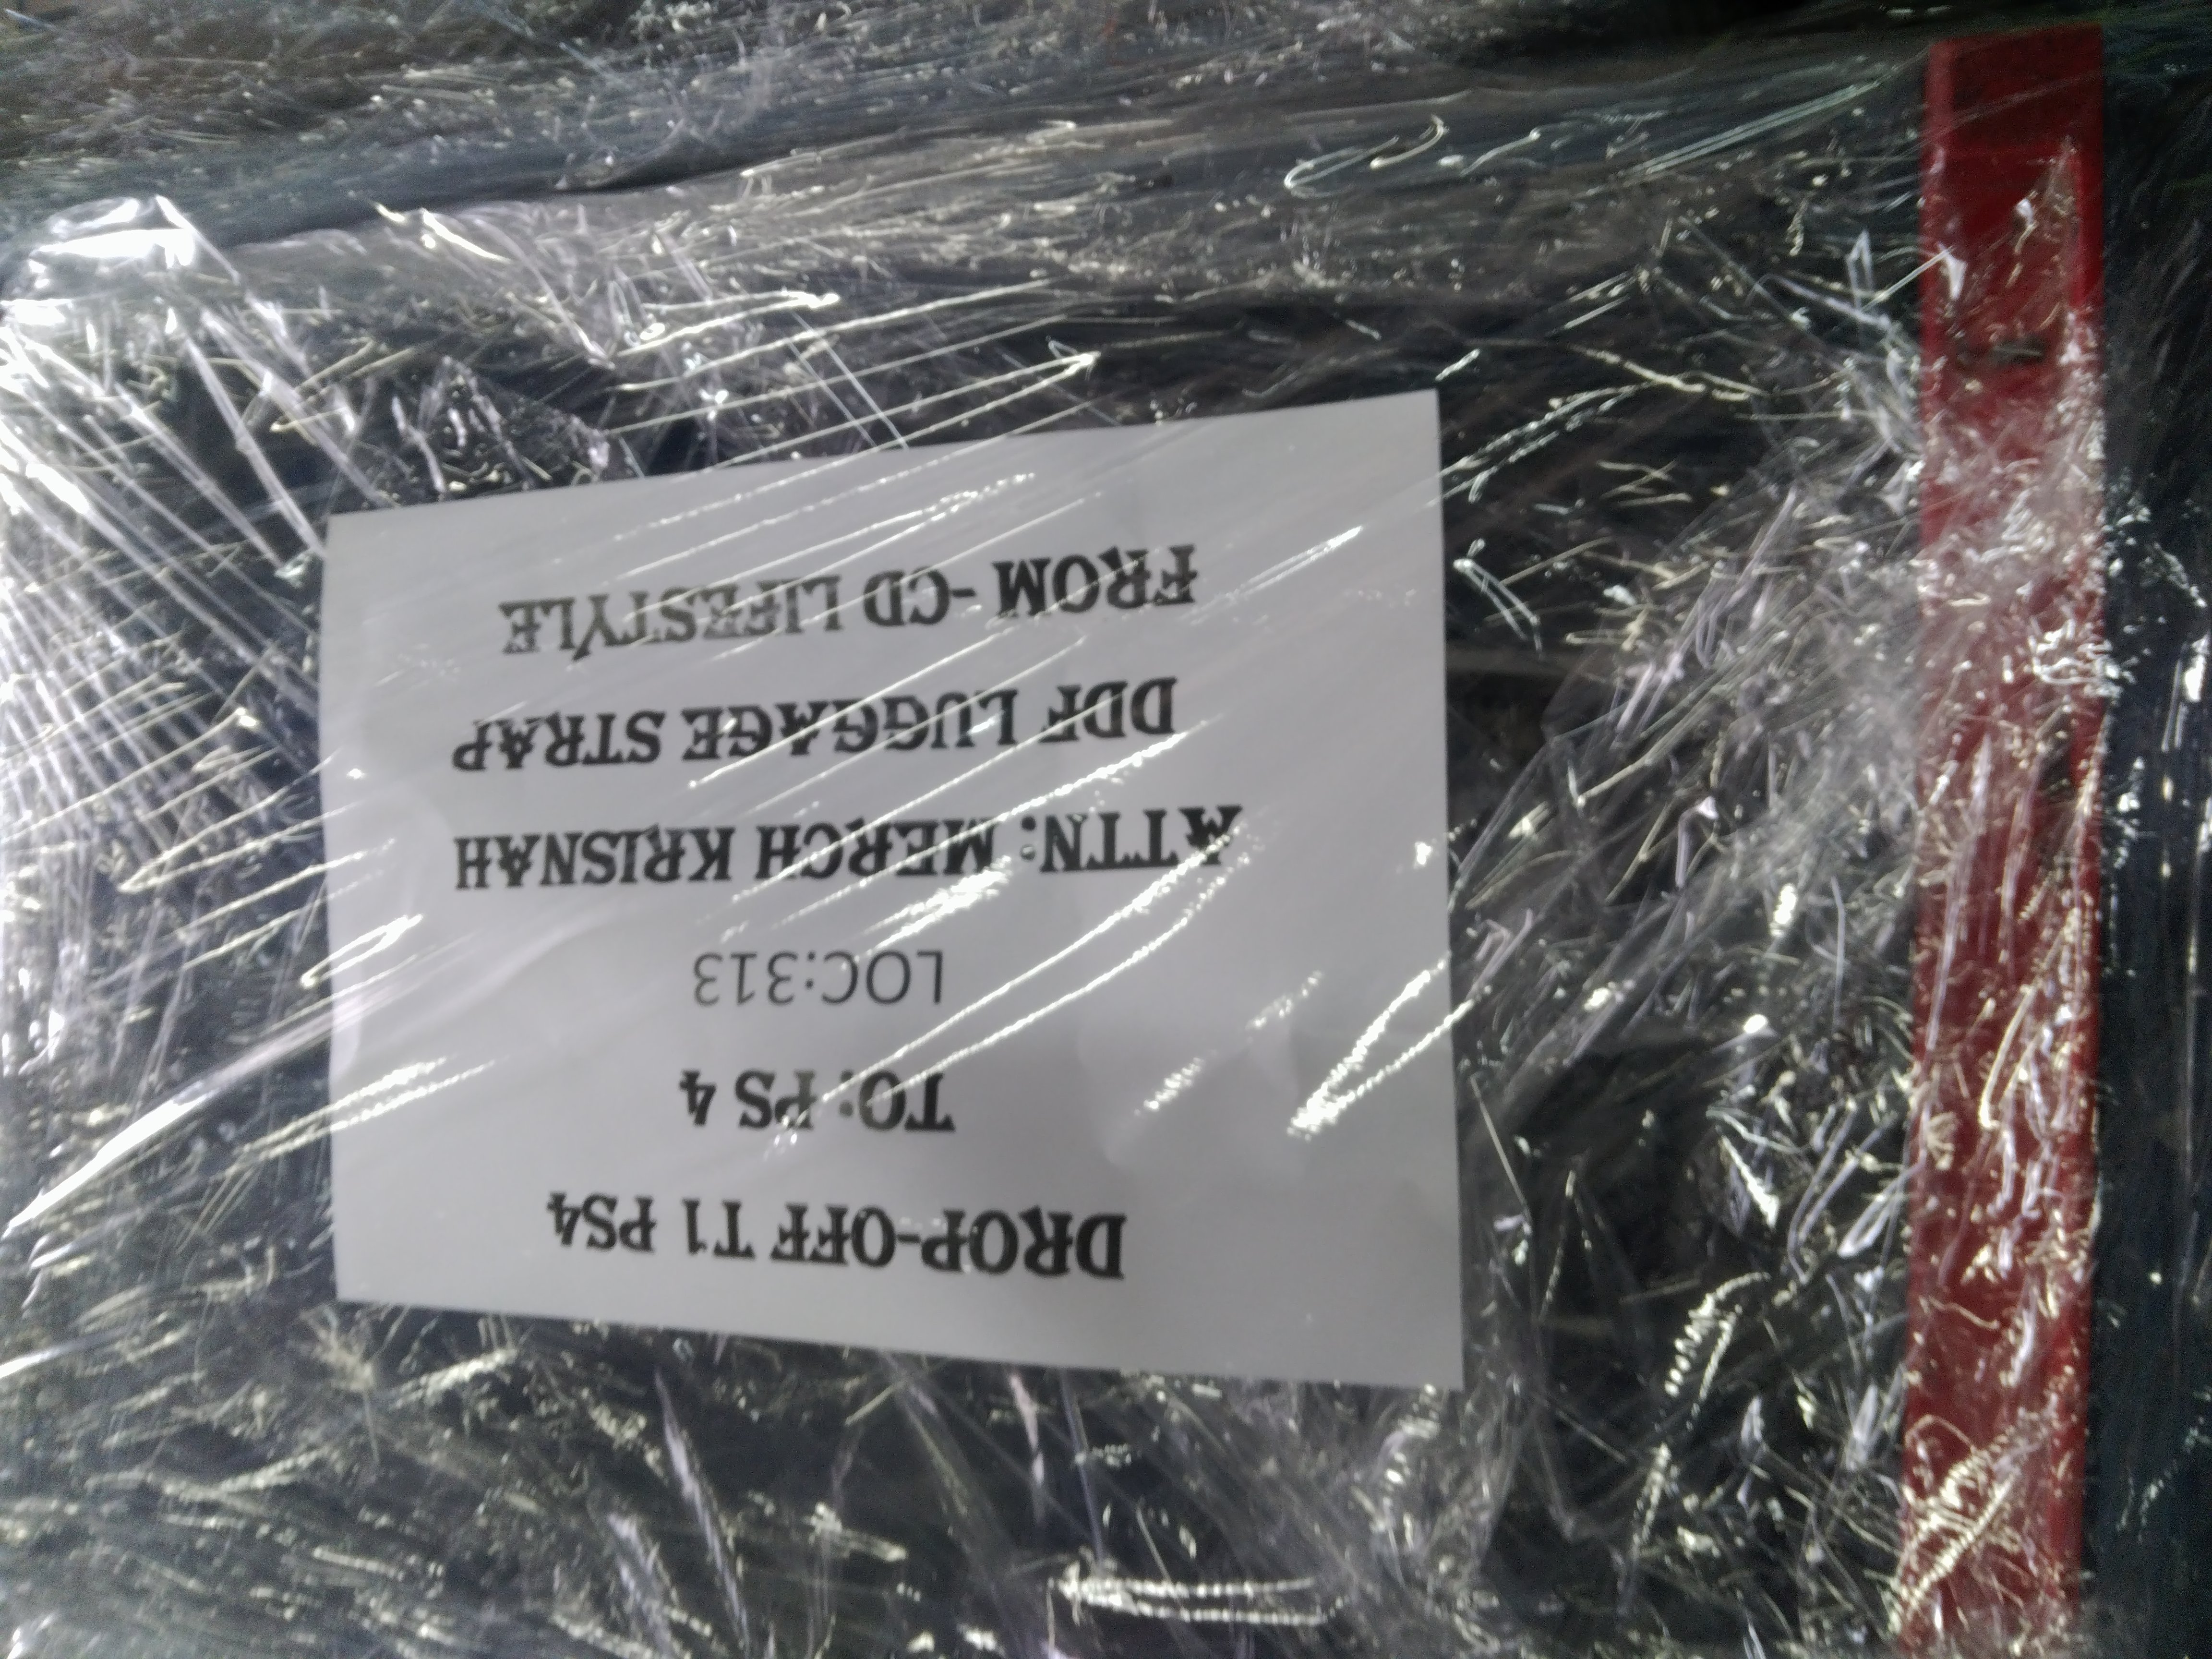 DROP-OFF T1 PS4
TO: PS 4
LOC:313
ATTN: MERCH KRISNAH
DDF LUGGAGE STRAP
FROM -CD LIFESTYLE